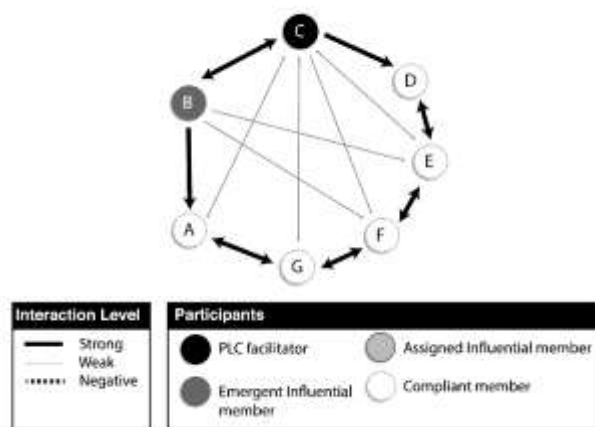 C
D
B
E
A
F
G
Interaction Level
Strong
Weak
Negative
Participants
PLC facilitator
Assigned Influential member
Emergent Influential
member
Compliant member